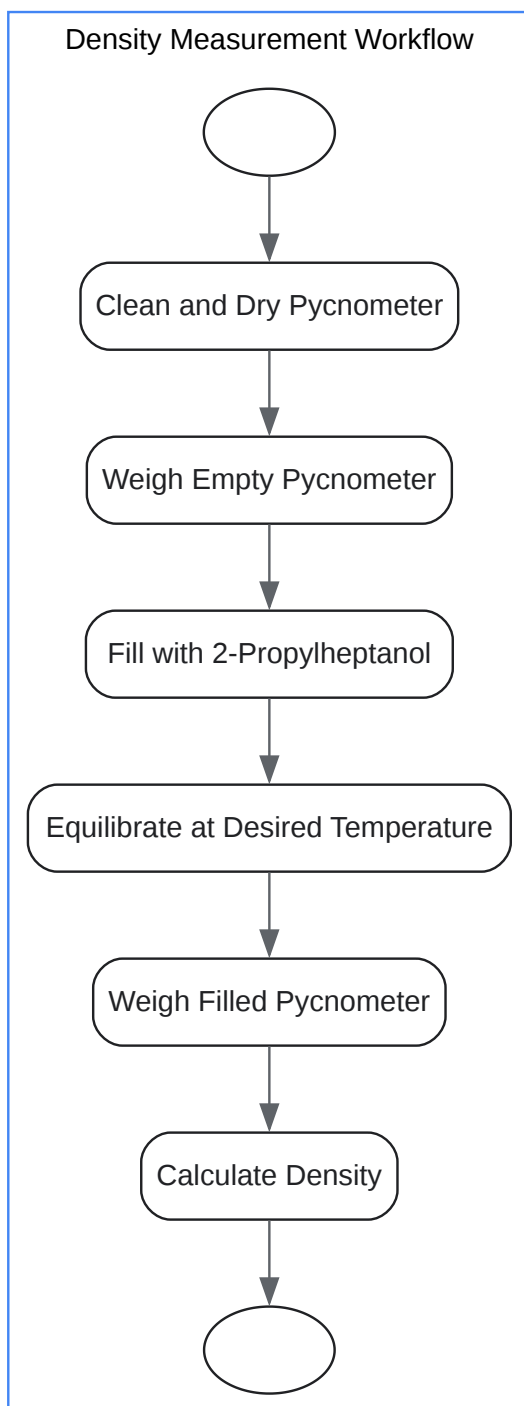 Density Measurement Workflow
Clean and Dry Pycnometer
Weigh Empty Pycnometer
Fill with 2-Propylheptanol
Equilibrate at Desired Temperature
Weigh Filled Pycnometer
Calculate Density